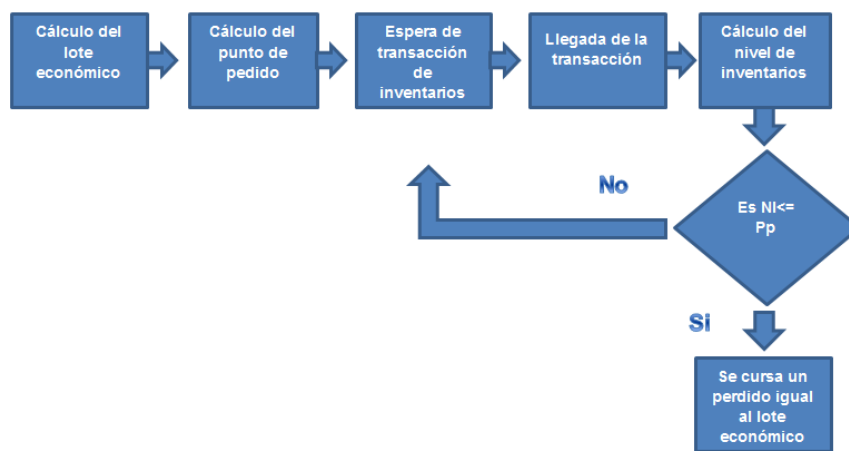 Cálculo del
lote
económico
Cálculo del
punto de
pedido
Espera de
transacción
de
inventarios
Llegada de la
transacción
Cálculo del
nivel de
inventarios
No
Es NI<=
Pp
Si
Se cursa un
perdido igual
al lote
económico